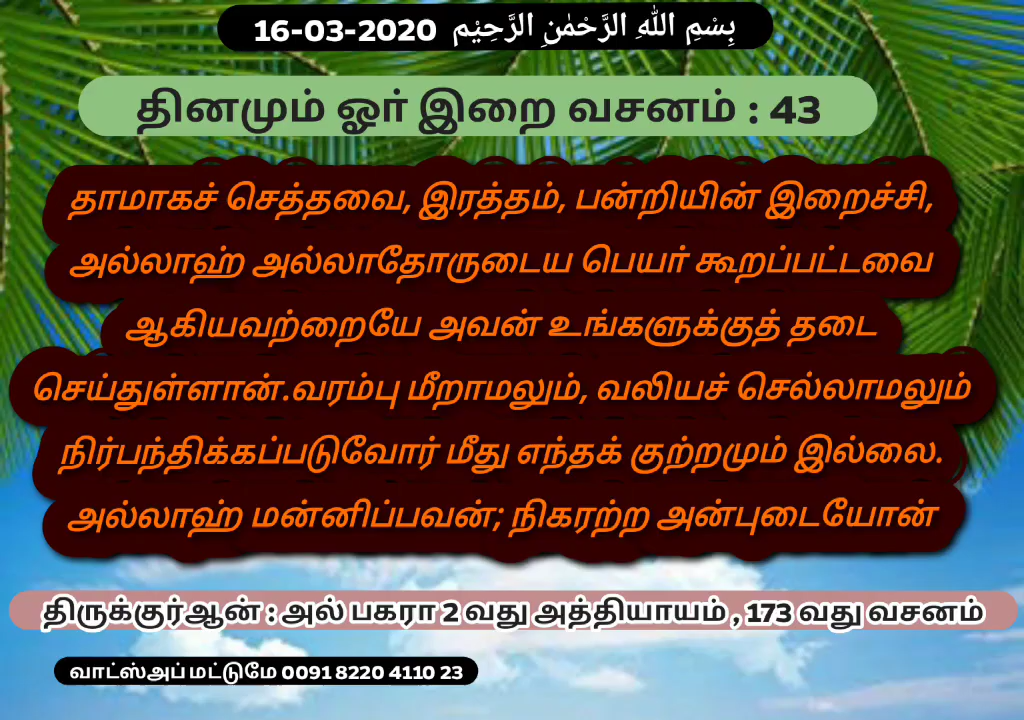 16-03-2020 بِسْمِ اللّٰهِ الرَّحْمٰنِ الرَّحِيْمِ
தினமும் ஓர் இறை வசனம் : 43
தாமாகச் செத்தவை, இரத்தம், பன்றியின் இறைச்சி,
அல்லாஹ் அல்லாதோருடைய பெயர் கூறப்பட்டவை
ஆகியவற்றையே அவன் உங்களுக்குத் தடை
செய்துள்ளான்.வரம்பு மீறாமலும், வலியச் செல்லாமலும்
நிர்பந்திக்கப்படுவோர் மீது எந்தக் குற்றமும் இல்லை.
அல்லாஹ் மன்னிப்பவன்; நிகரற்ற அன்புடையோன்
திருக்குர்ஆன் : அல் பகரா 2 வது அத்தியாயம் , 173 வது வசனம்
வாட்ஸ்அப் மட்டுமே 0091 8220 4110 23